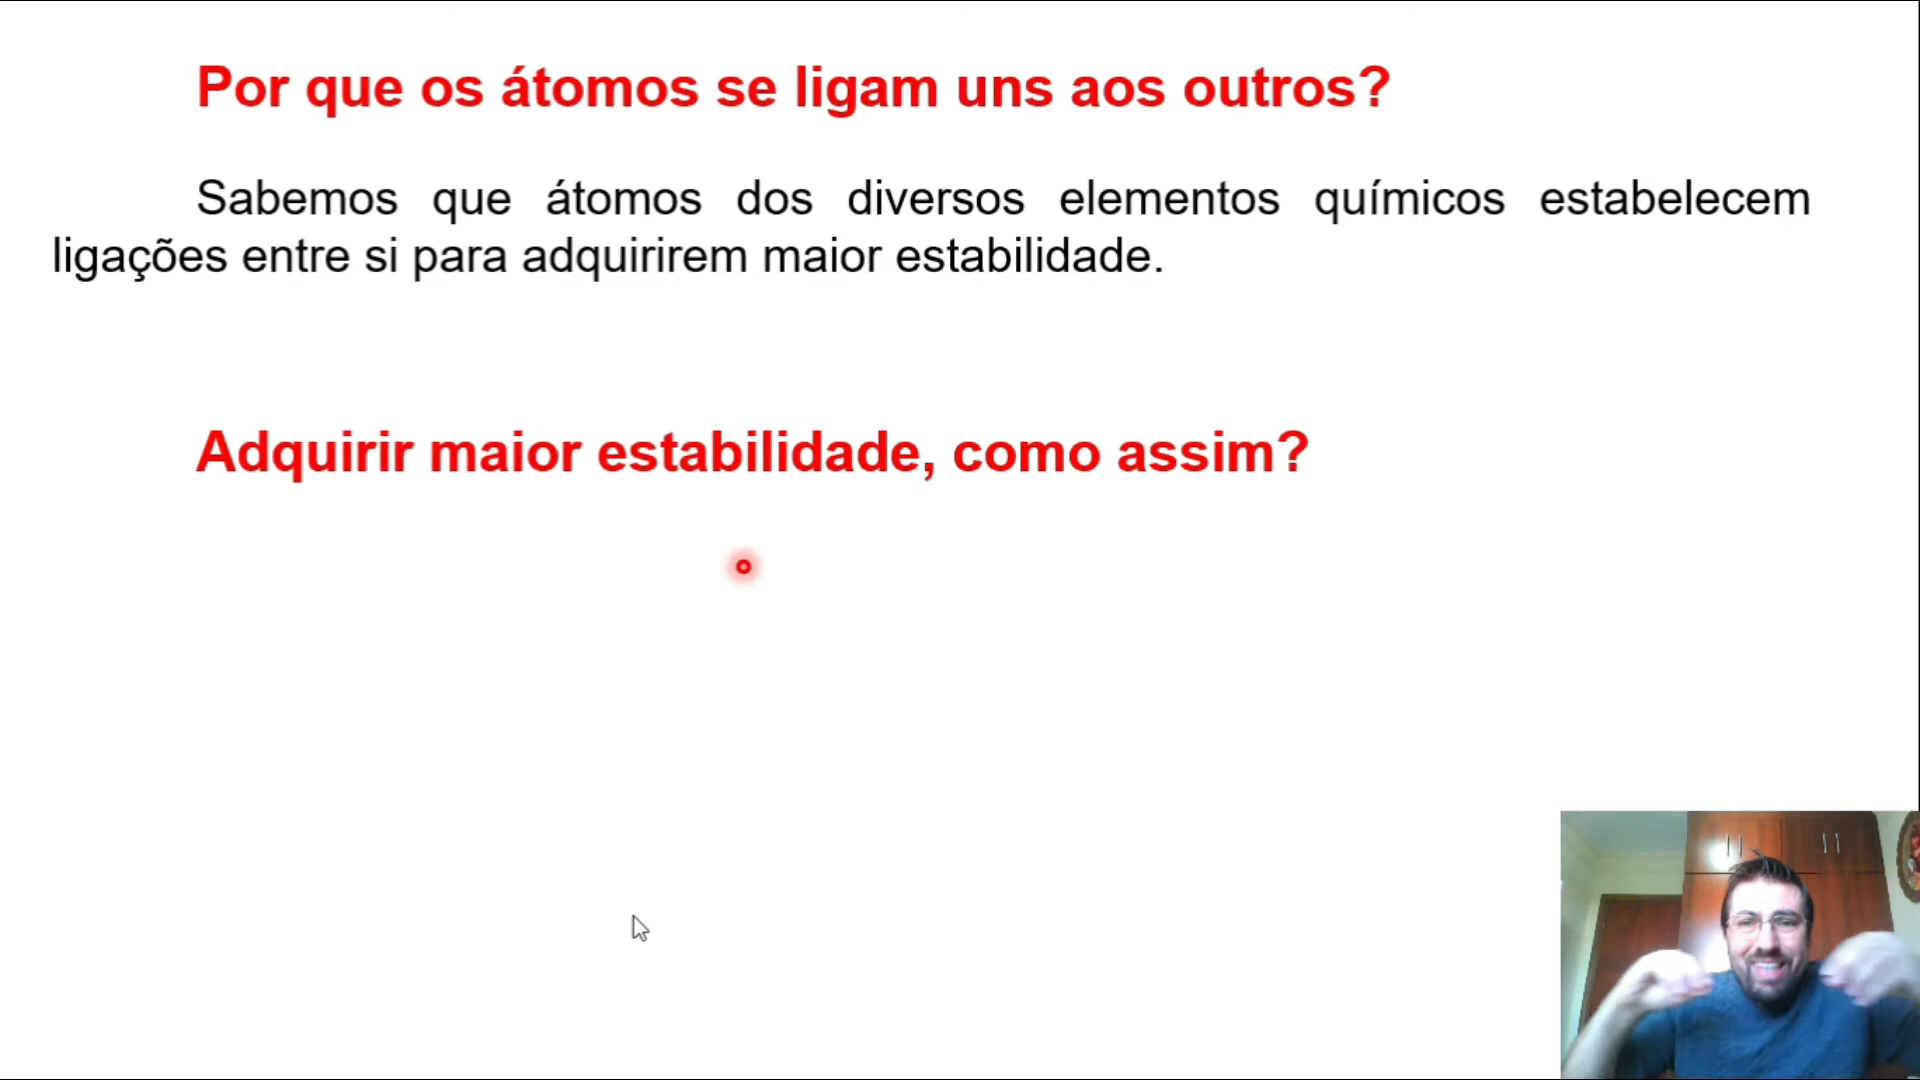 Por que os átomos se ligam uns aos outros?
Sabemos que átomos dos diversos elementos químicos estabelecem
ligações entre si para adquirirem maior estabilidade.
Adquirir maior estabilidade, como assim?